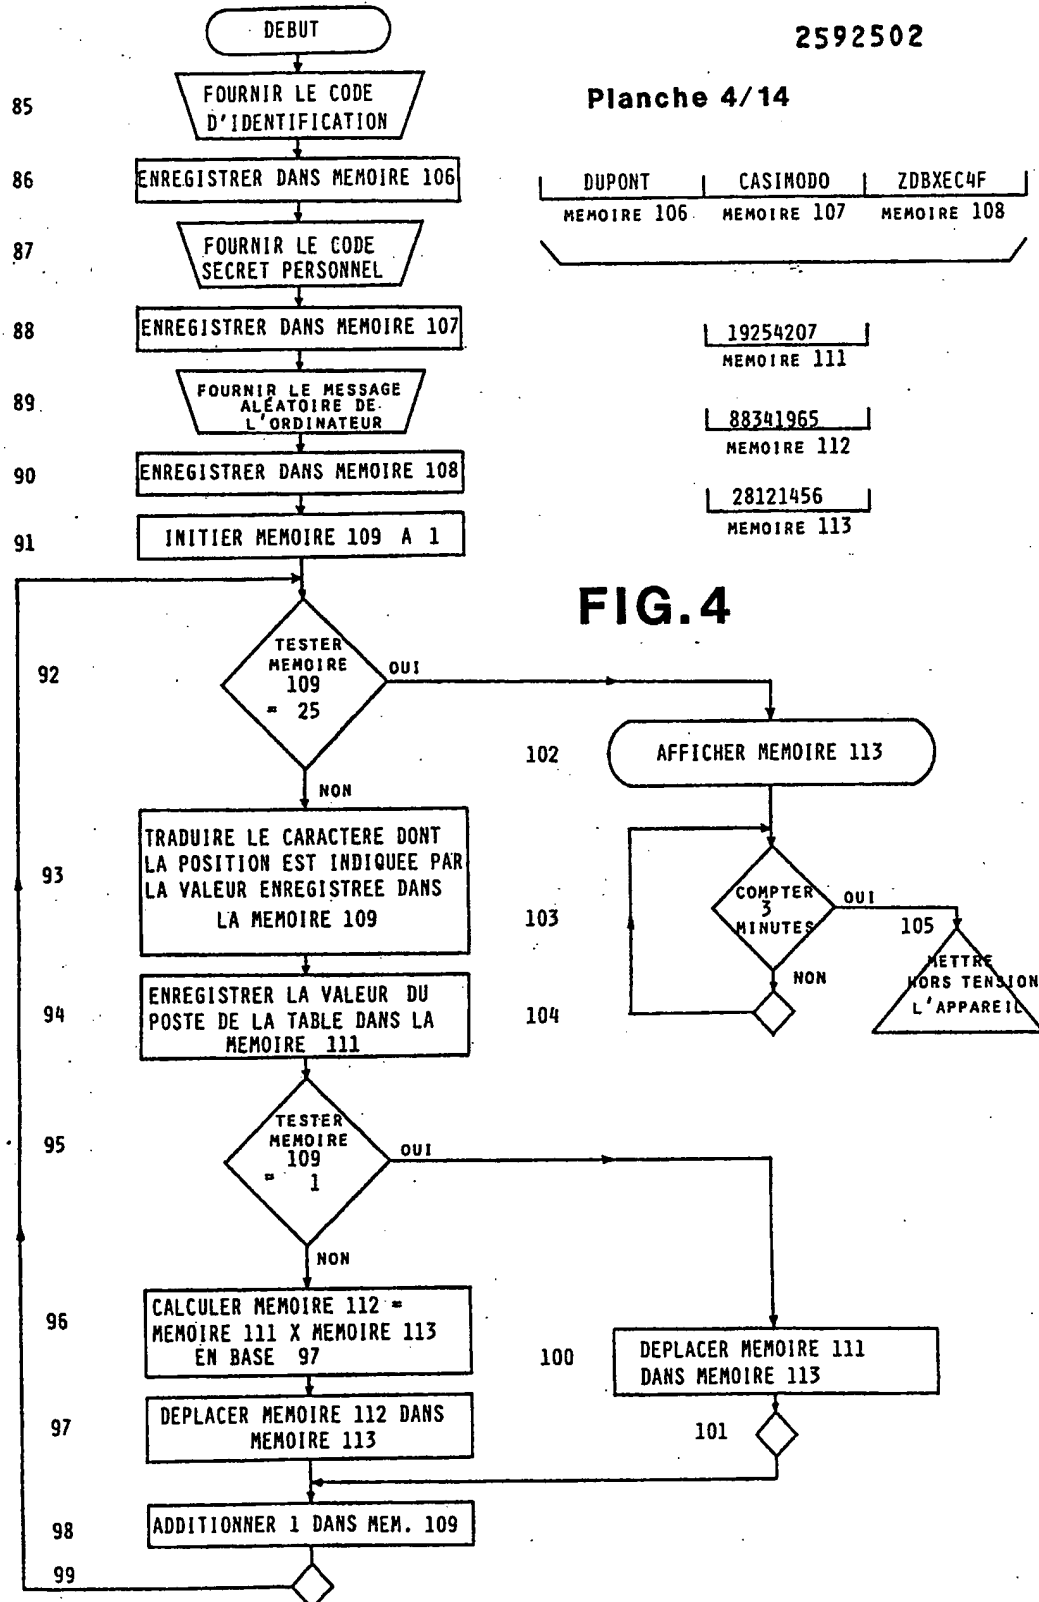 2592502
Planche 4/14
DEBUT
85
FOURNIR LE CODE
D'IDENTIFICATION
86
ENREGISTRER DANS MEMOIRE 106
87
FOURNIR LE CODE
SECRET PERSONNEL
88
ENREGISTRER DANS MEMOIRE 107
89
FOURNIR LE MESSAGE
ALEATOIRE DE
L'ORDINATEUR
90
ENREGISTRER DANS MEMOIRE 108
91
INITIER MEMOIRE 109 A 1
DUPONT CASIMODO ZDBXEC4F
MEMOIRE 106 MEMOIRE 107 MEMOIRE 108
19254207
MEMOIRE 111
88341965
MEMOIRE 112
28121456
MEMOIRE 113
FIG.4
92
TESTER
MEMOIRE
109
= 25
OUI
NON
102
AFFICHER MEMOIRE 113
93
TRADUIRE LE CARACTERE DONT
LA POSITION EST INDIQUEE PAR
LA VALEUR ENREGISTREE DANS
LA MEMOIRE 109
103
COMPTER
3
MINUTES
OUI
NON
104
105
METTRE
HORS TENSION
L'APPAREIL
94
ENREGISTRER LA VALEUR DU
POSTE DE LA TABLE DANS LA
MEMOIRE 111
95
TESTER
MEMOIRE
109
= 1
OUI
NON
96
CALCULER MEMOIRE 112 =
MEMOIRE 111 X MEMOIRE 113
EN BASE 97
100
DEPLACER MEMOIRE 111
DANS MEMOIRE 113
97
DEPLACER MEMOIRE 112 DANS
MEMOIRE 113
101
98
ADDITIONNER 1 DANS MEM. 109
99